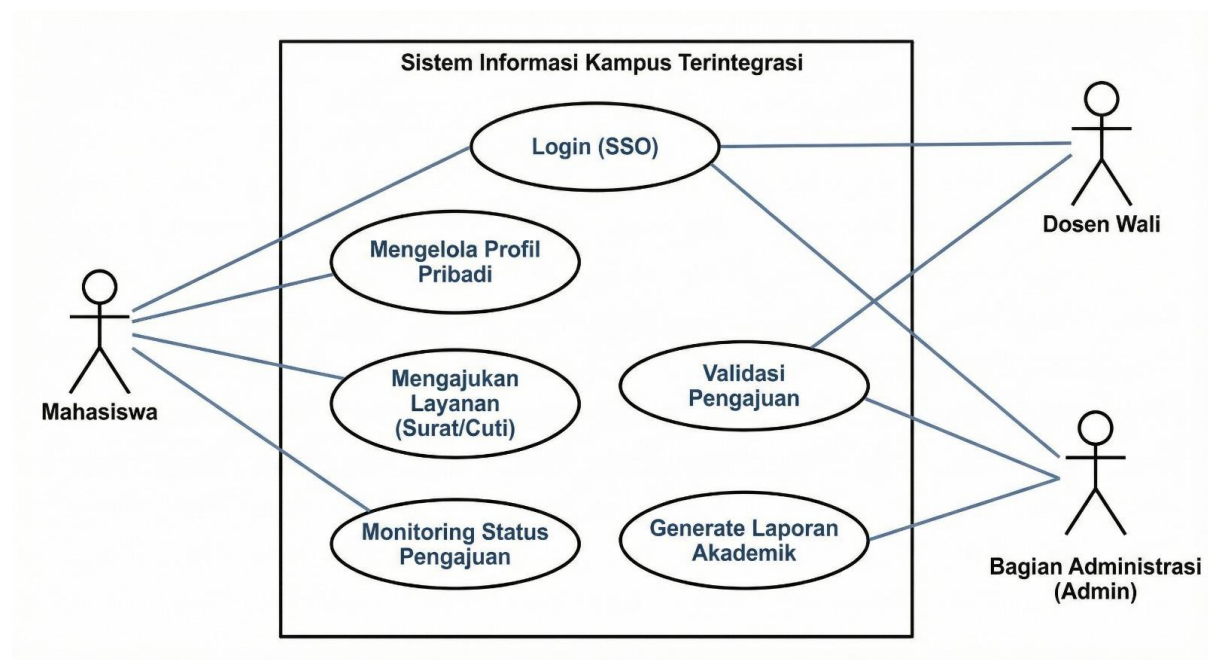 Sistem Informasi Kampus Terintegrasi
Login (SSO)
Dosen Wali
Mengelola Profil
Pribadi
Mahasiswa
Mengajukan
Layanan
(Surat/Cuti)
Validasi
Pengajuan
Monitoring Status
Pengajuan
Generate Laporan
Akademik
Bagian Administrasi
(Admin)